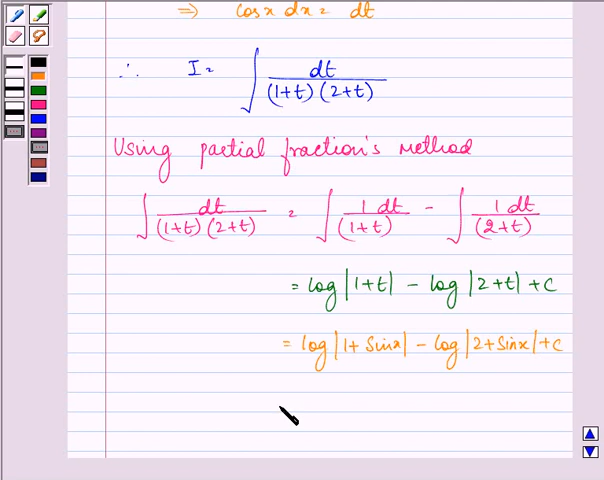 ⇒ Cosx dx = dt
∴ I = ∫ dt / (1+t)(2+t)
Using partial fraction's method
∫ dt / (1+t)(2+t) = ∫ 1 dt / (1+t) - ∫ 1 dt / (2+t)
= log |1+t| - log |2+t| + C
= log |1+ Sinx| - log |2+Sinx| + C